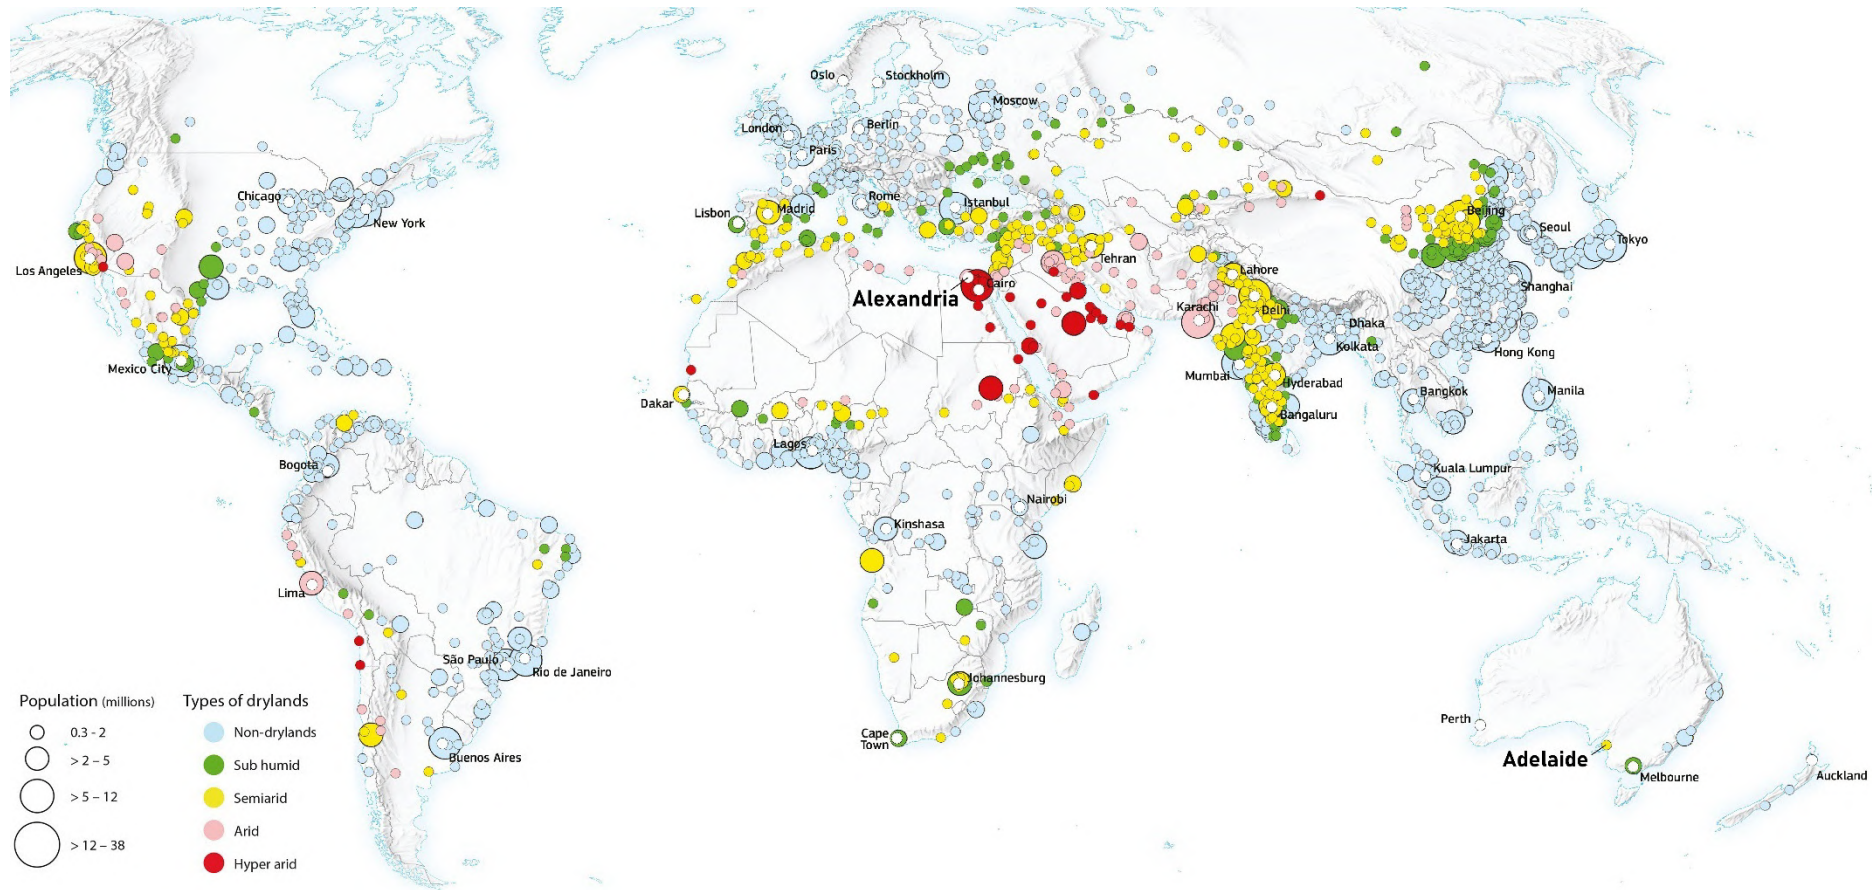 Oslo
Stockholm
Moscow
London
Berlin
Paris
Chicago
New York
Lisbon
Madrid
Rome
Istanbul
Beijing
Seoul
Tokyo
Los Angeles
Tehran
Lahore
Alexandria
Cairo
Shanghai
Karachi
Delhi
Dhaka
Kolkata
Hong Kong
Mexico City
Mumbai
Hyderabad
Dakar
Bangkok
Manila
Bangaluru
Lagos
Bogota
Kuala Lumpur
Nairobi
Kinshasa
Jakarta
Lima
São Paulo
Rio de Janeiro
Johannesburg
Cape
Town
Perth
Buenos Aires
Adelaide
Melbourne
Auckland
Population (millions)
0.3 - 2
> 2 – 5
> 5 – 12
> 12 – 38
Types of drylands
Non-drylands
Sub humid
Semiarid
Arid
Hyper arid